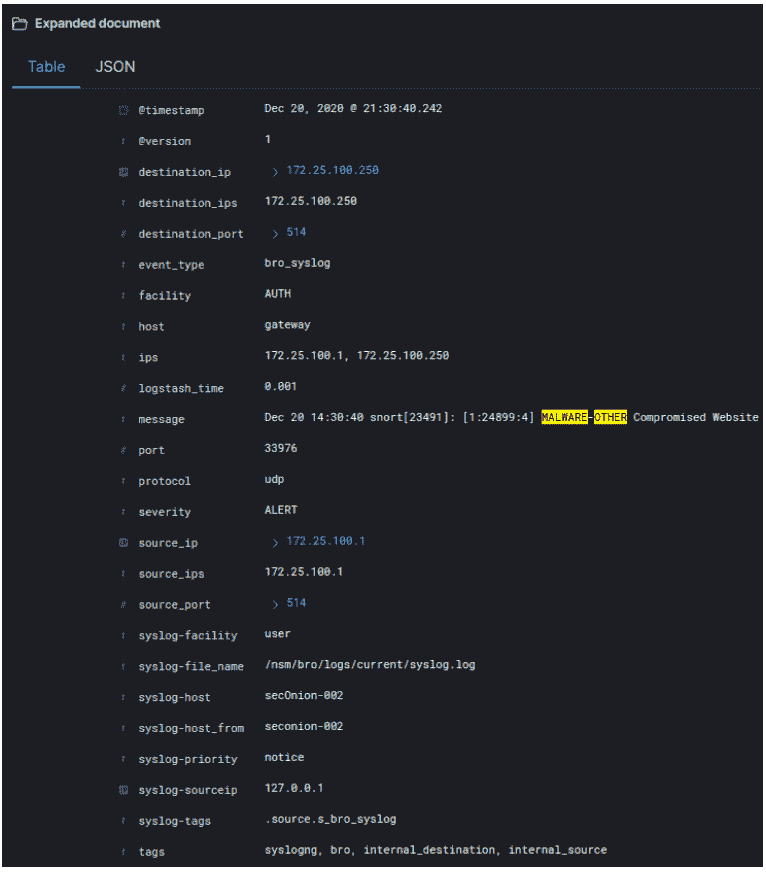 Expanded document
Table JSON
@timestamp Dec 20, 2020 @ 21:30:40.242
t @version 1
destination_ip > 172.25.100.250
t destination_ips 172.25.100.250
# destination_port > 514
t event_type bro_syslog
t facility AUTH
t host gateway
t ips 172.25.100.1, 172.25.100.250
# logstash_time 0.001
t message Dec 20 14:30:40 snort[23491]: [1:24899:4] MALWARE-OTHER Compromised Website
# port 33976
t protocol udp
t severity ALERT
source_ip > 172.25.100.1
t source_ips 172.25.100.1
# source_port > 514
t syslog-facility user
t syslog-file_name /nsm/bro/logs/current/syslog.log
t syslog-host secOnion-002
t syslog-host_from seconion-002
t syslog-priority notice
syslog-sourceip 127.0.0.1
t syslog-tags .source.s_bro_syslog
t tags syslogng, bro, internal_destination, internal_source